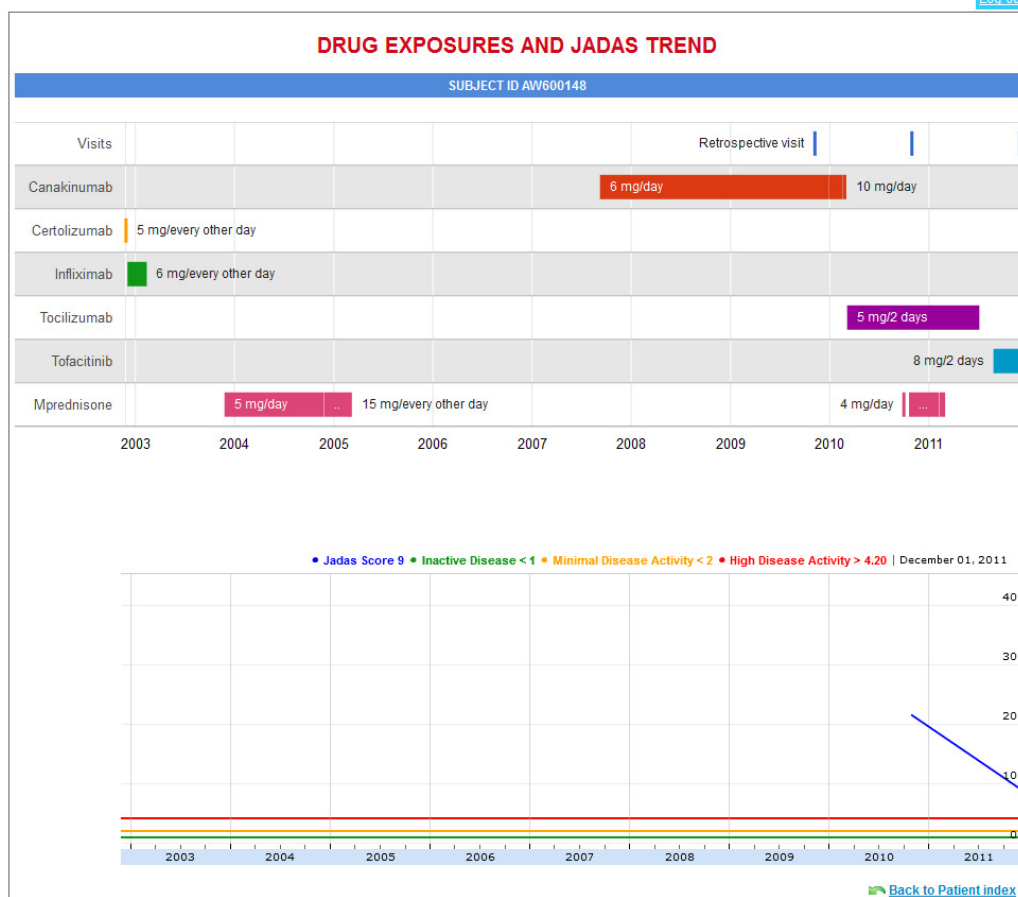 DRUG EXPOSURES AND JADAS TREND
SUBJECT ID AW600148
Visits
Retrospective visit
Canakinumab
6 mg/day
10 mg/day
Certolizumab
5 mg/every other day
Infliximab
6 mg/every other day
Tocilizumab
5 mg/2 days
Tofacitinib
8 mg/2 days
Mprednisone
5 mg/day
..
15 mg/every other day
4 mg/day
...
2003 2004 2005 2006 2007 2008 2009 2010 2011
Jadas Score 9 Inactive Disease < 1 Minimal Disease Activity < 2 High Disease Activity > 4.20 | December 01, 2011
40
30
20
10
0
2003 2004 2005 2006 2007 2008 2009 2010 2011
Back to Patient index